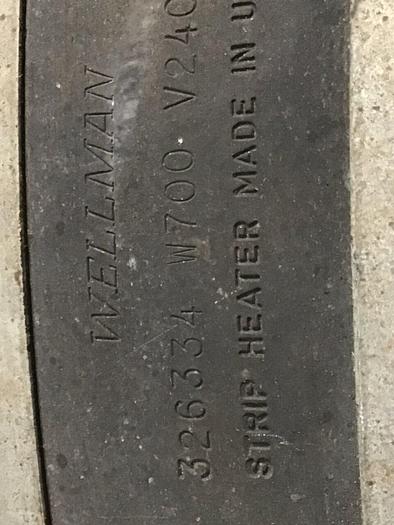 WELLMAN
326334 W700 V240
STRIP HEATER MADE IN U